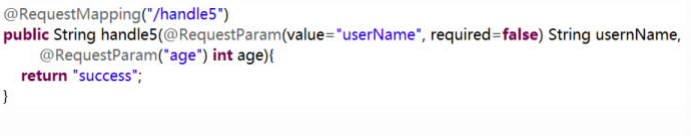 @RequestMapping("/handle5")
public String handle5(@RequestParam(value="userName", required=false) String usernName,
@RequestParam("age") int age){
return "success";
}